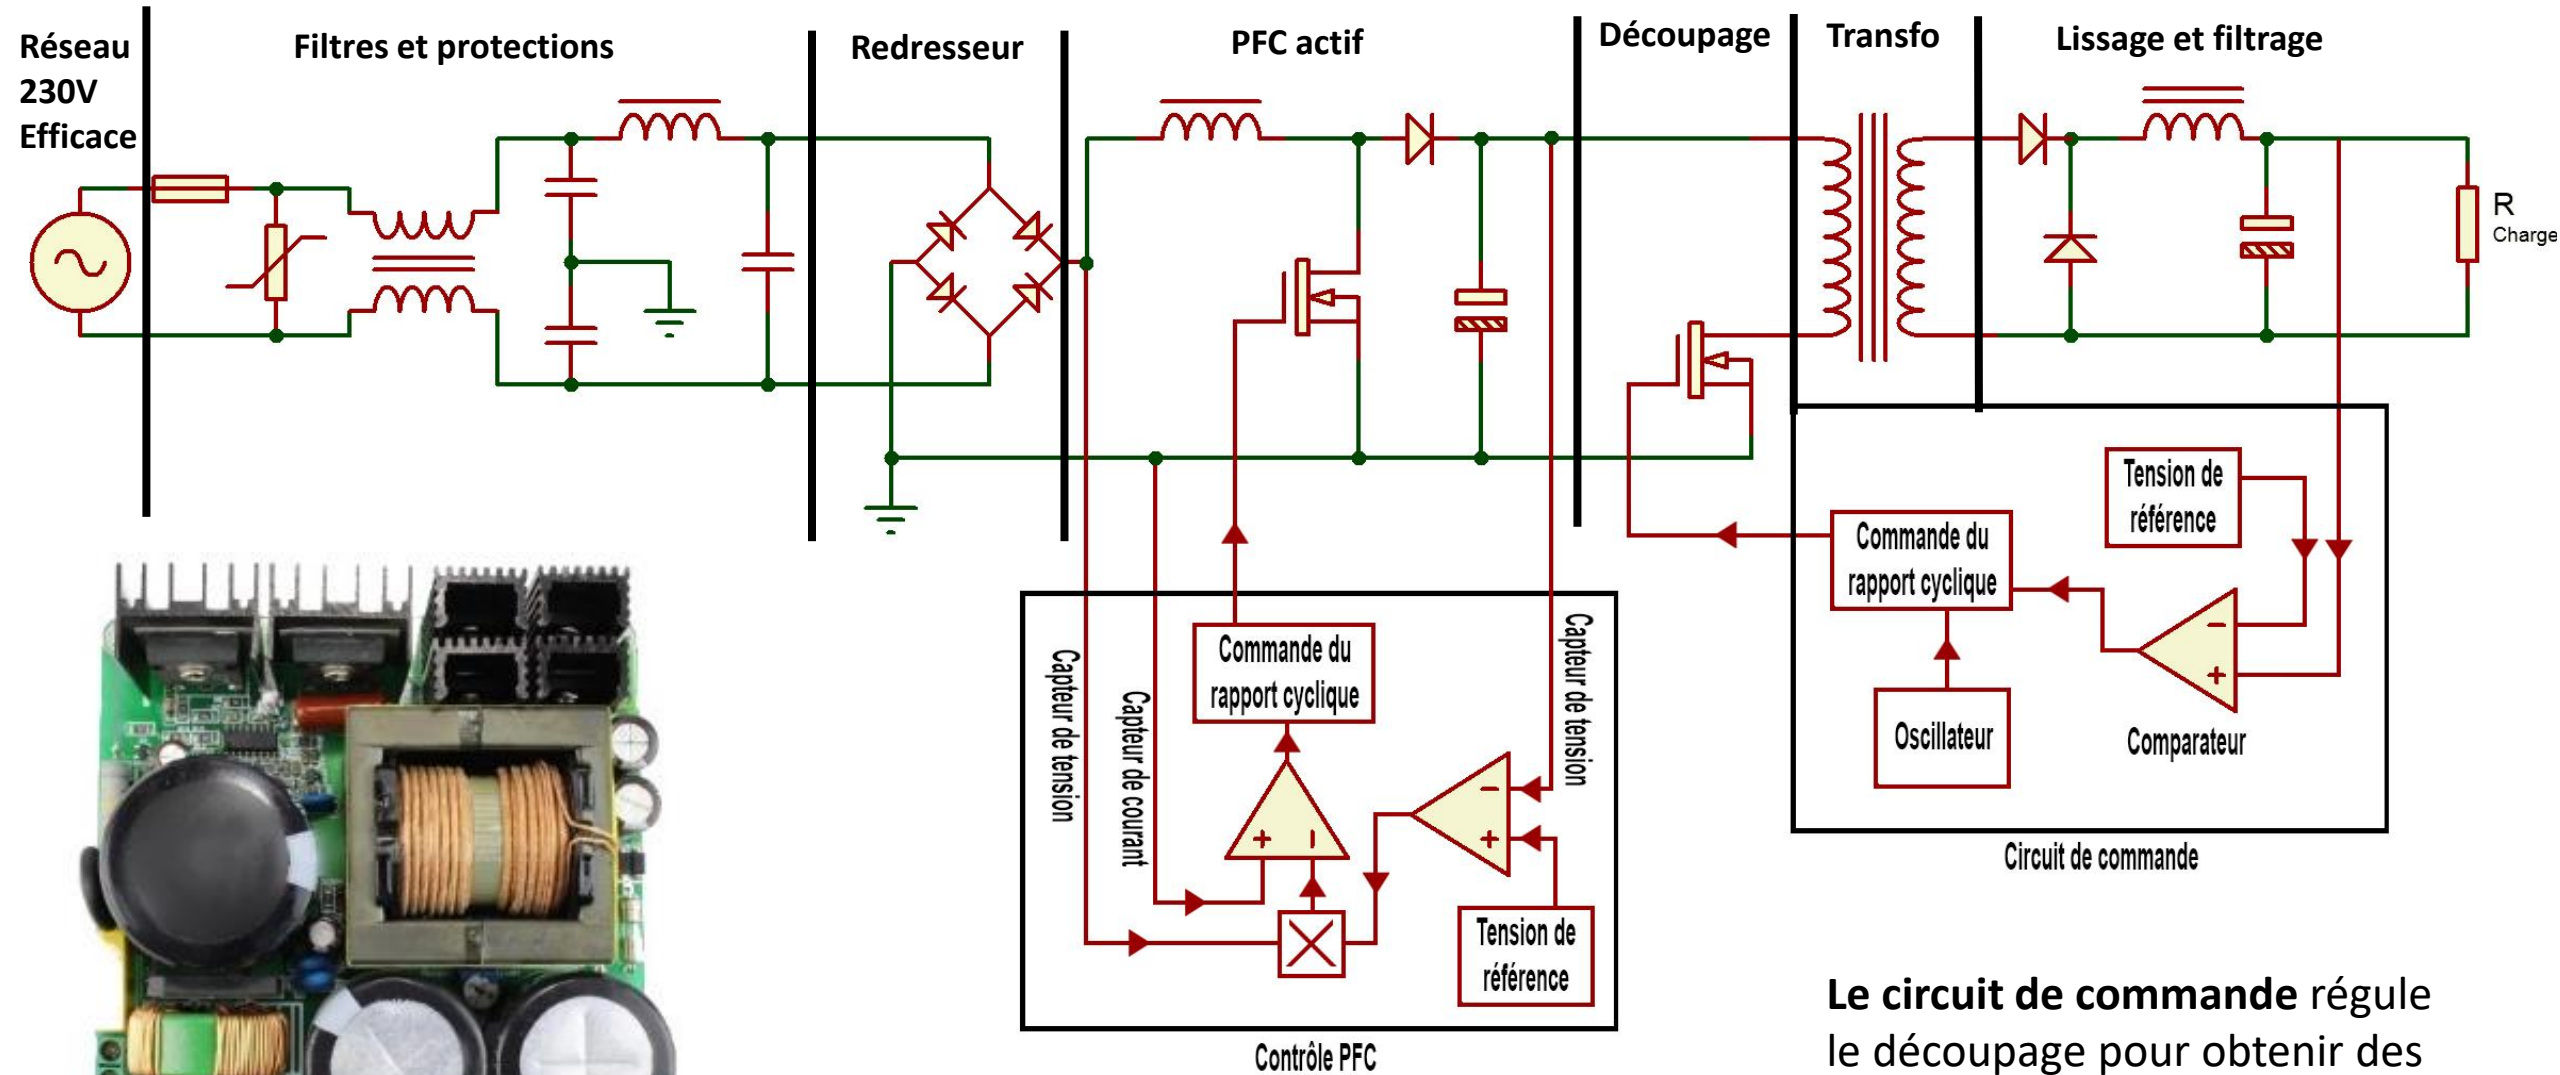 Réseau
230V
Efficace
Filtres et protections
Redresseur
PFC actif
Découpage
Transfo
Lissage et filtrage
R
Charge
Tension de
référence
Commande du
rapport cyclique
Oscillateur
Comparateur
Circuit de commande
Capteur de tension
Capteur de courant
Commande du
rapport cyclique
Capteur de tension
Tension de
référence
Contrôle PFC
Le circuit de commande régule
le découpage pour obtenir des